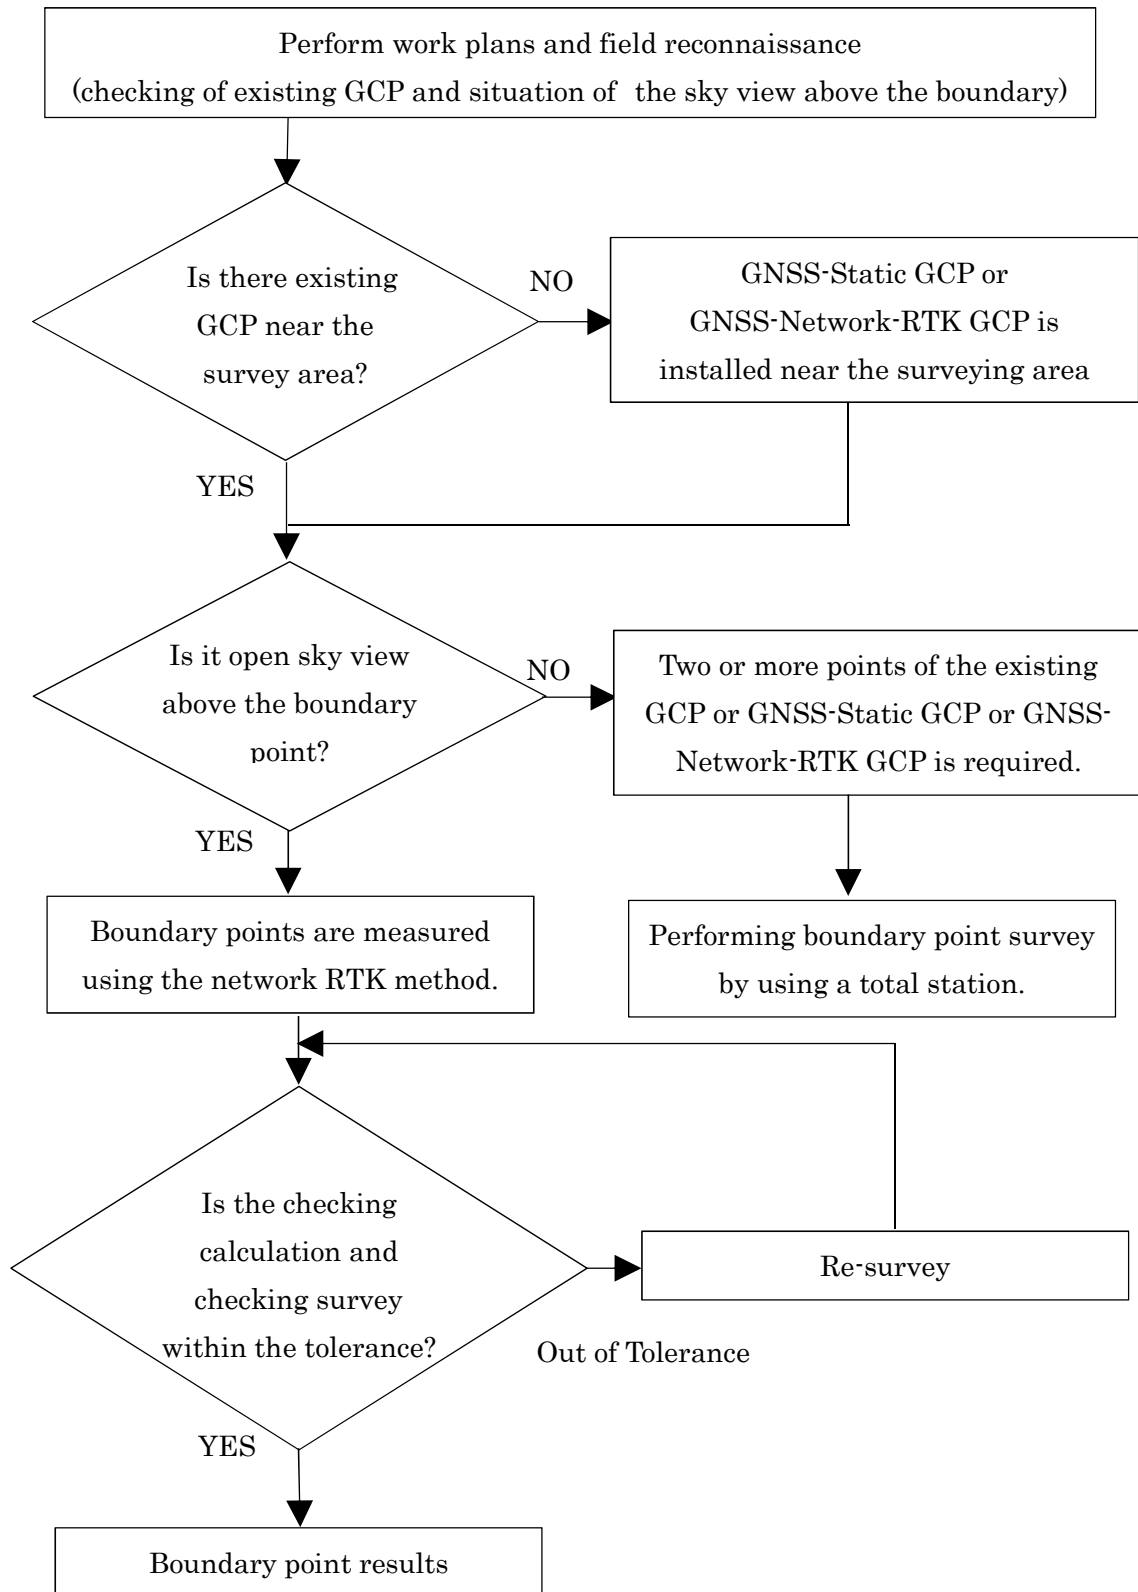 Perform work plans and field reconnaissance
(checking of existing GCP and situation of the sky view above the boundary)
Is there existing
GCP near the
survey area?
NO
GNSS-Static GCP or
GNSS-Network-RTK GCP is
installed near the surveying area
YES
Is it open sky view
above the boundary
point?
NO
Two or more points of the existing
GCP or GNSS-Static GCP or GNSS-
Network-RTK GCP is required.
YES
Boundary points are measured
using the network RTK method.
Performing boundary point survey
by using a total station.
Is the checking
calculation and
checking survey
within the tolerance?
Re-survey
Out of Tolerance
YES
Boundary point results